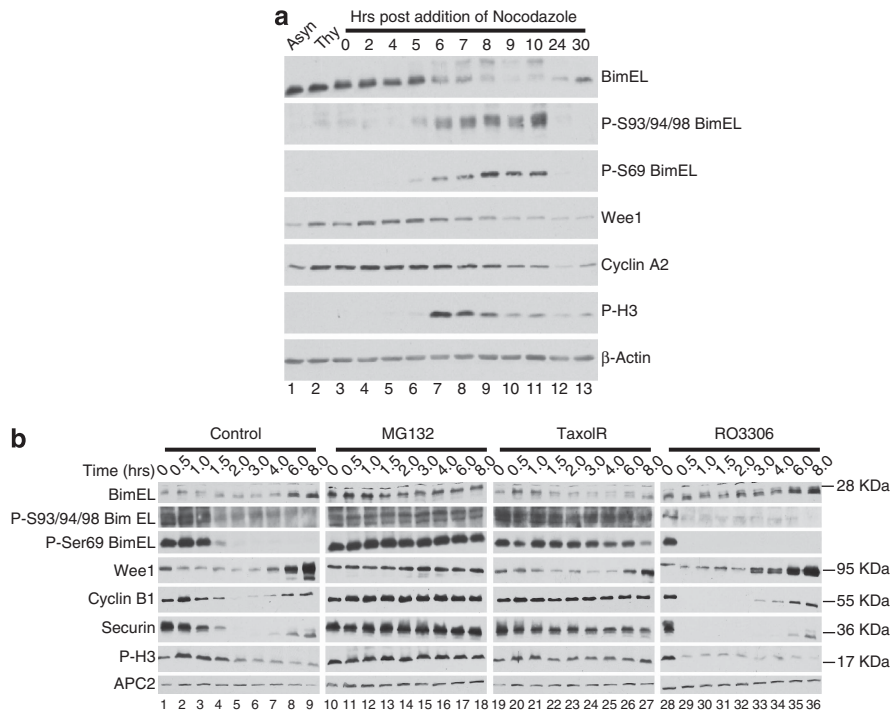 a
Hrs post addition of Nocodazole
Asyn Thy 0 2 4 5 6 7 8 9 10 24 30
BimEL
P-S93/94/98 BimEL
P-S69 BimEL
Wee1
Cyclin A2
P-H3
β-Actin
1 2 3 4 5 6 7 8 9 10 11 12 13
b
Control MG132 TaxolR RO3306
Time (hrs) 0 0.5 1.0 1.5 2.0 3.0 4.0 6.0 8.0 0 0.5 1.0 1.5 2.0 3.0 4.0 6.0 8.0 0 0.5 1.0 1.5 2.0 3.0 4.0 6.0 8.0 0 0.5 1.0 1.5 2.0 3.0 4.0 6.0 8.0
BimEL 28 KDa
P-S93/94/98 Bim EL
P-Ser69 BimEL
Wee1 95 KDa
Cyclin B1 55 KDa
Securin 36 KDa
P-H3 17 KDa
APC2
1 2 3 4 5 6 7 8 9 10 11 12 13 14 15 16 17 18 19 20 21 22 23 24 25 26 27 28 29 30 31 32 33 34 35 36